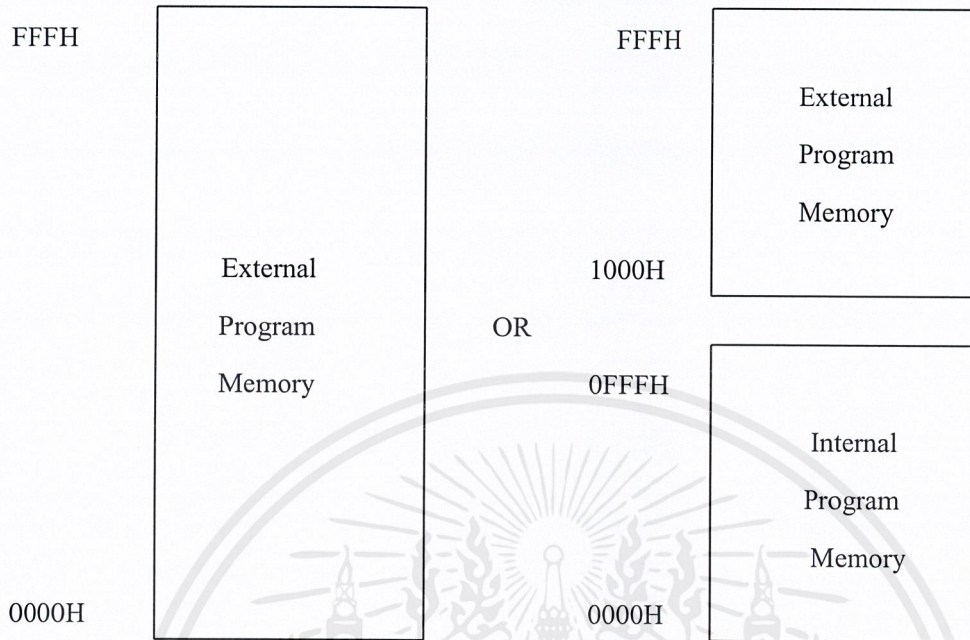 FFFH
External
Program
Memory
0000H
OR
FFFH
External
Program
Memory
1000H
0FFFH
Internal
Program
Memory
0000H